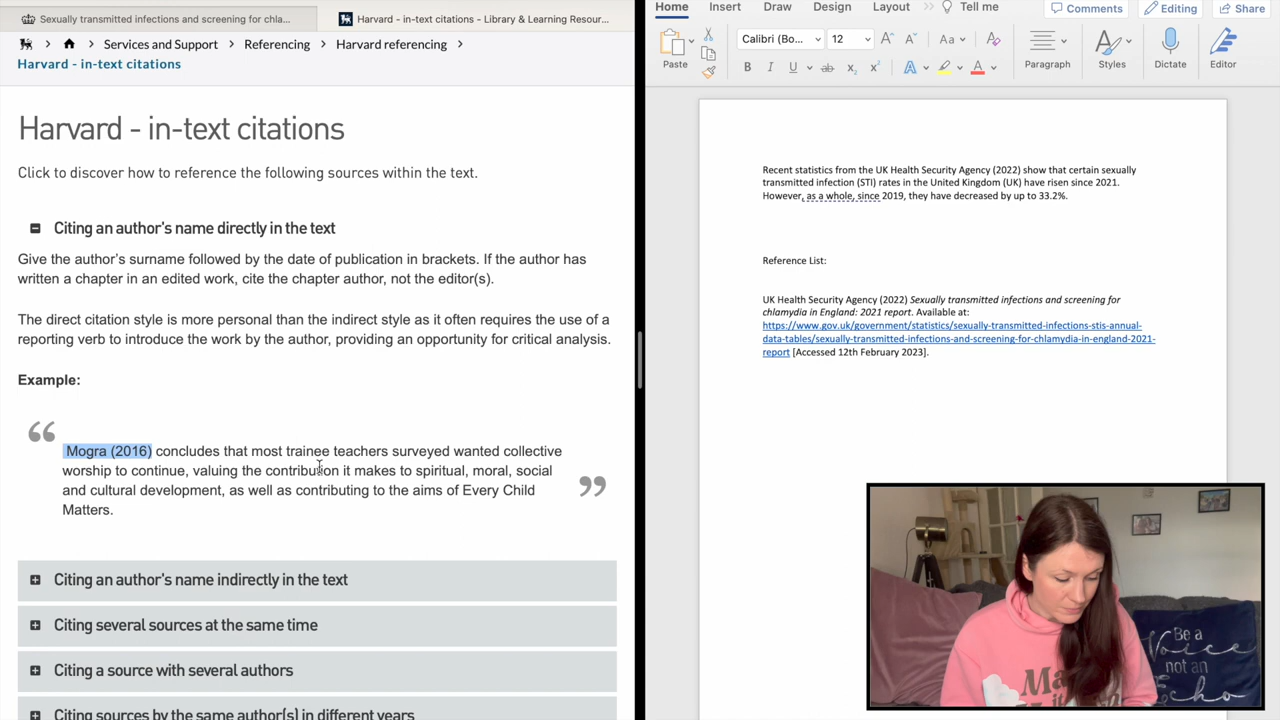 Sexually transmitted infections and screening for chla...
Harvard - in-text citations - Library & Learning Resour...
Services and Support
Referencing
Harvard referencing
Harvard - in-text citations
Harvard - in-text citations
Click to discover how to reference the following sources within the text.
Citing an author's name directly in the text
Give the author's surname followed by the date of publication in brackets. If the author has
written a chapter in an edited work, cite the chapter author, not the editor(s).
The direct citation style is more personal than the indirect style as it often requires the use of a
reporting verb to introduce the work by the author, providing an opportunity for critical analysis.
Example:
“ Mogra (2016) concludes that most trainee teachers surveyed wanted collective
worship to continue, valuing the contribution it makes to spiritual, moral, social
and cultural development, as well as contributing to the aims of Every Child ”
Matters.
Citing an author's name indirectly in the text
Citing several sources at the same time
Citing a source with several authors
Citing sources by the same author(s) in different years
Home Insert Draw Design Layout Tell me
Comments Editing Share
Paste
Calibri (Bo... 12
Paragraph
Styles
Dictate
Editor
Recent statistics from the UK Health Security Agency (2022) show that certain sexually
transmitted infection (STI) rates in the United Kingdom (UK) have risen since 2021.
However, as a whole, since 2019, they have decreased by up to 33.2%.
Reference List:
UK Health Security Agency (2022) Sexually transmitted infections and screening for
chlamydia in England: 2021 report. Available at:
https://www.gov.uk/government/statistics/sexually-transmitted-infections-stis-annual-
data-tables/sexually-transmitted-infections-and-screening-for-chlamydia-in-england-2021-
report [Accessed 12th February 2023].
Be a
Voice
not an
Echo